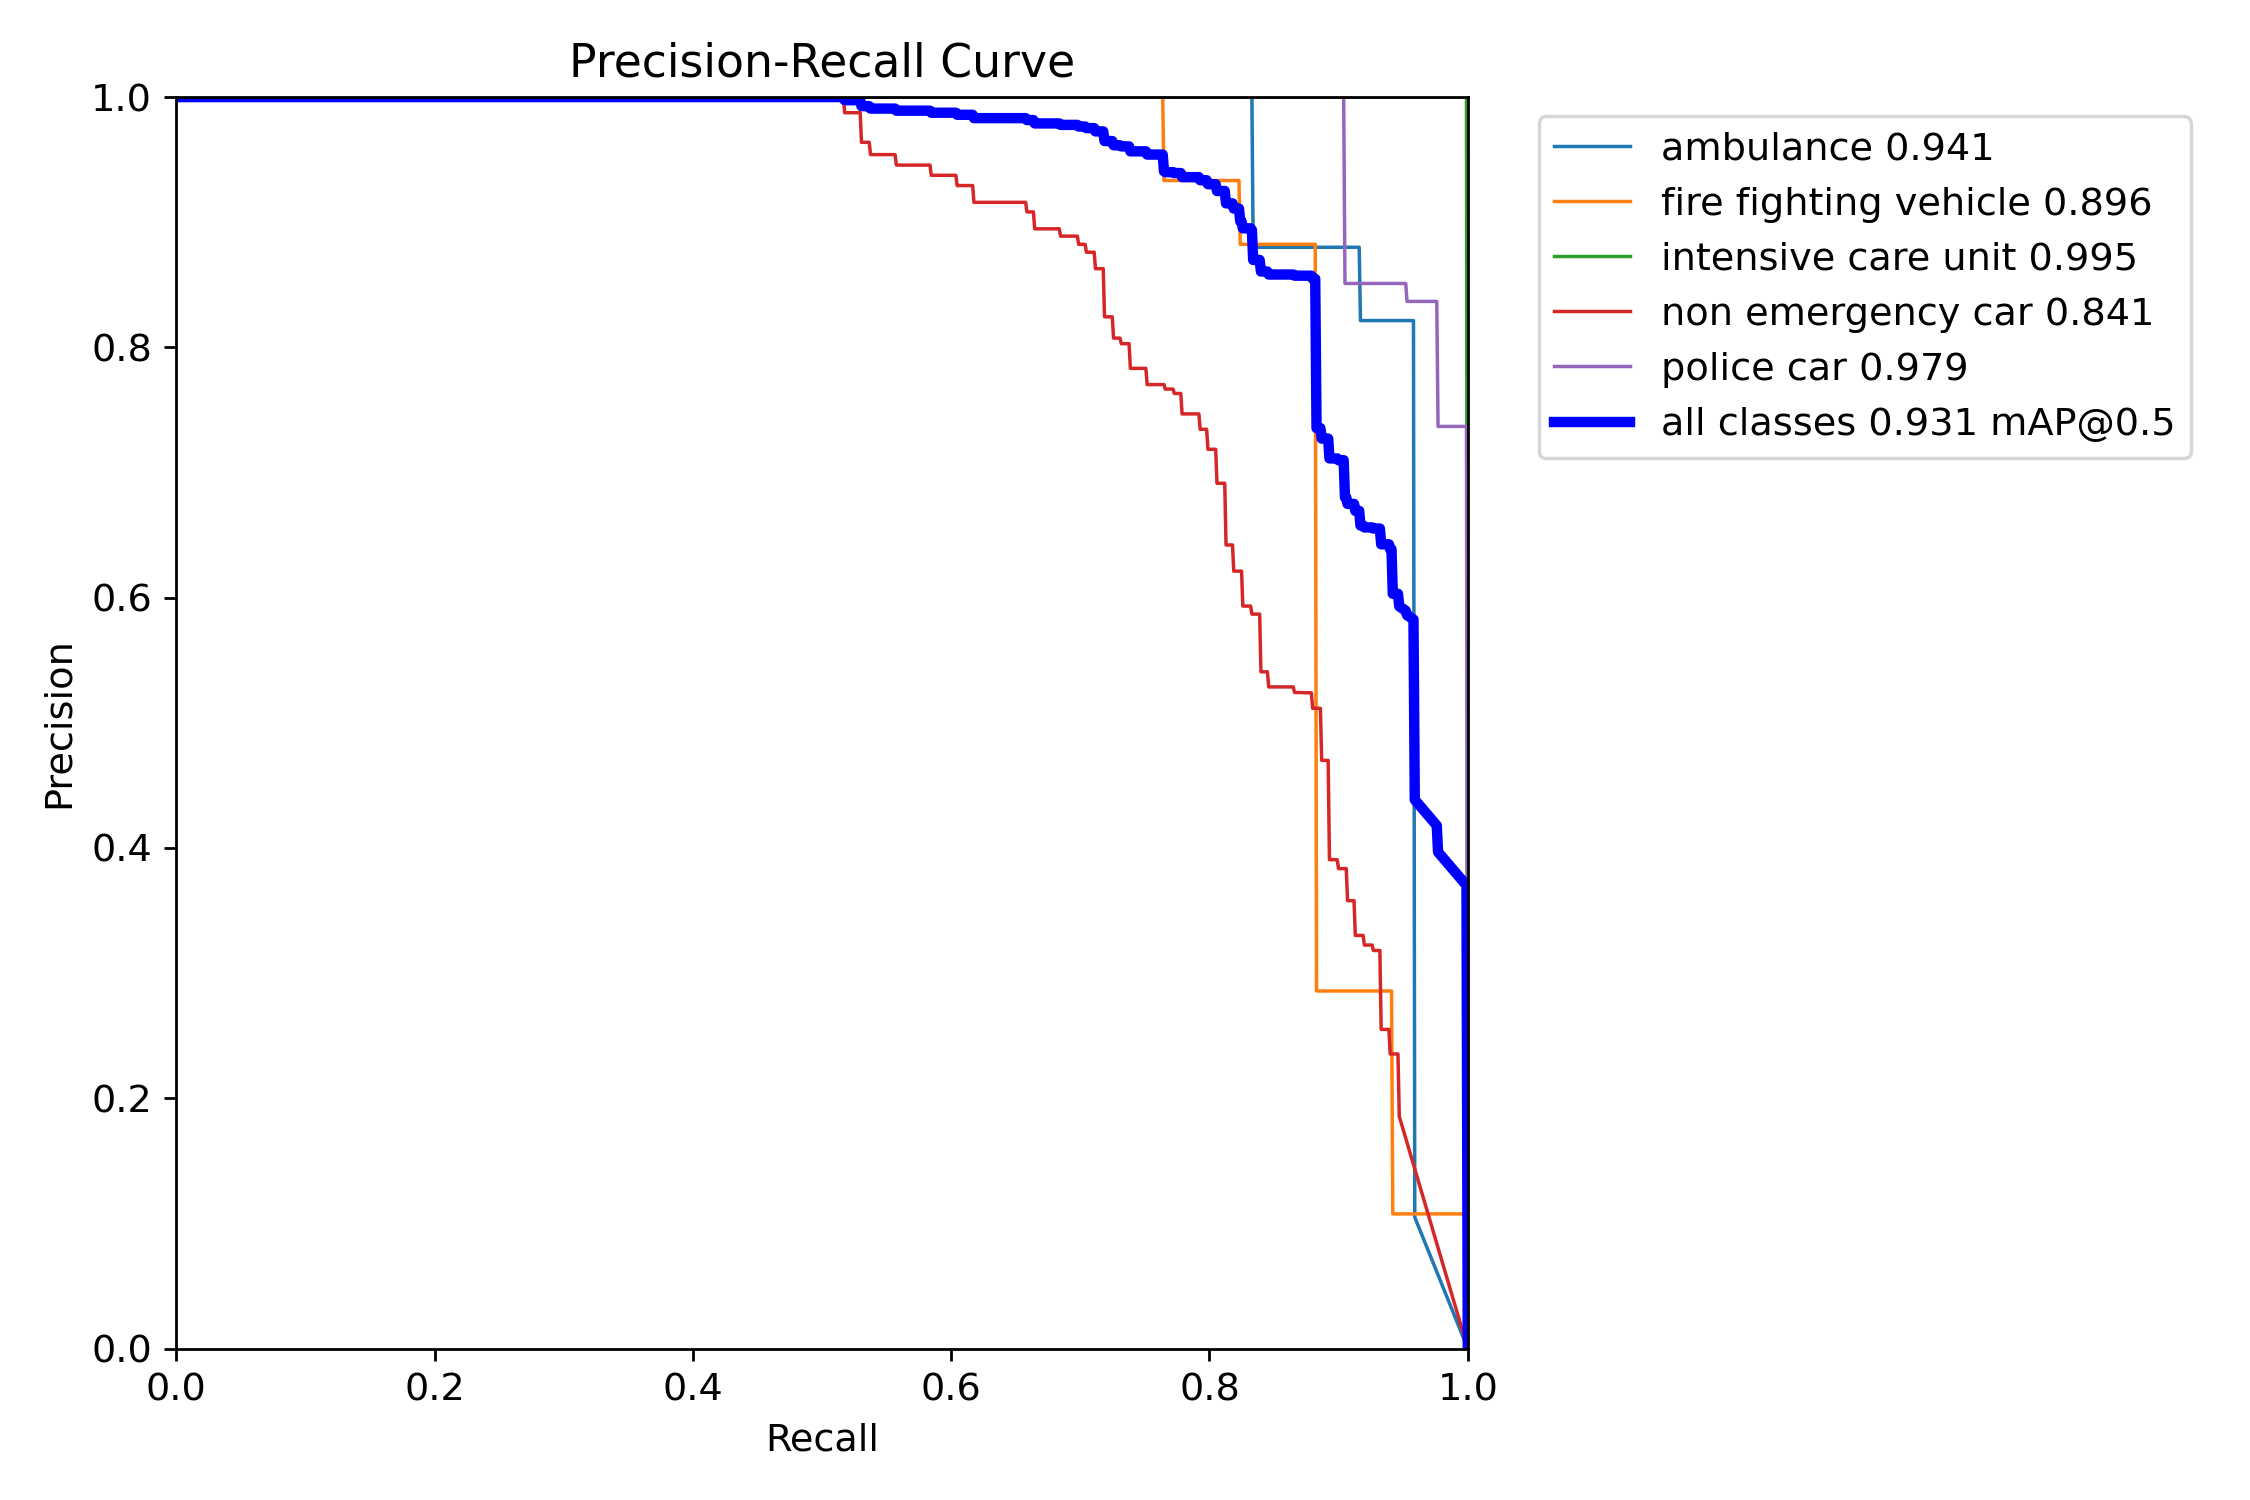 Precision-Recall Curve
1.0
0.8
0.6
0.4
0.2
0.0
Precision
0.0 0.2 0.4 0.6 0.8 1.0
Recall
ambulance 0.941
fire fighting vehicle 0.896
intensive care unit 0.995
non emergency car 0.841
police car 0.979
all classes 0.931 mAP@0.5